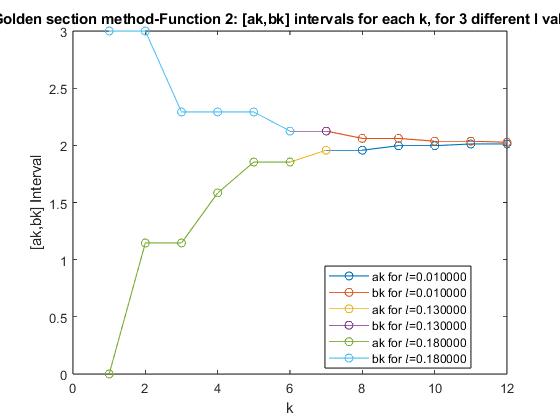 Golden section method-Function 2: [ak,bk] intervals for each k, for 3 different l val
3
2.5
2
1.5
1
0.5
0
[ak,bk] Interval
0
2
4
6
8
10
12
k
ak for l=0.010000
bk for l=0.010000
ak for l=0.130000
bk for l=0.130000
ak for l=0.180000
bk for l=0.180000